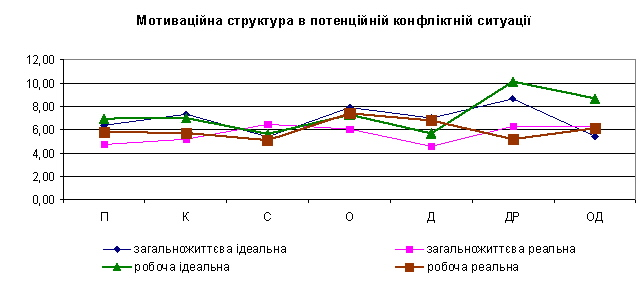 Мотиваційна структура в потенційній конфліктній ситуації
12,00
10,00
8,00
6,00
4,00
2,00
0,00
П К С О Д ДР ОД
загальножиттєва ідеальна загальножиттєва реальна
робоча ідеальна робоча реальна